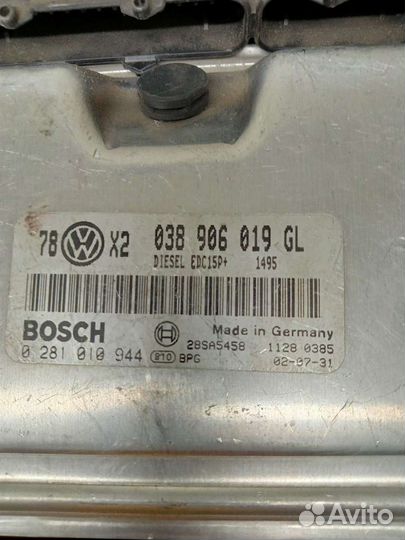 78 VW X2 038 906 019 GL
DIESEL EDC15P+ 1495
BOSCH
Made in Germany
0 281 010 944 BPG
28SA5458 1128 0385
02-07-31
Avito